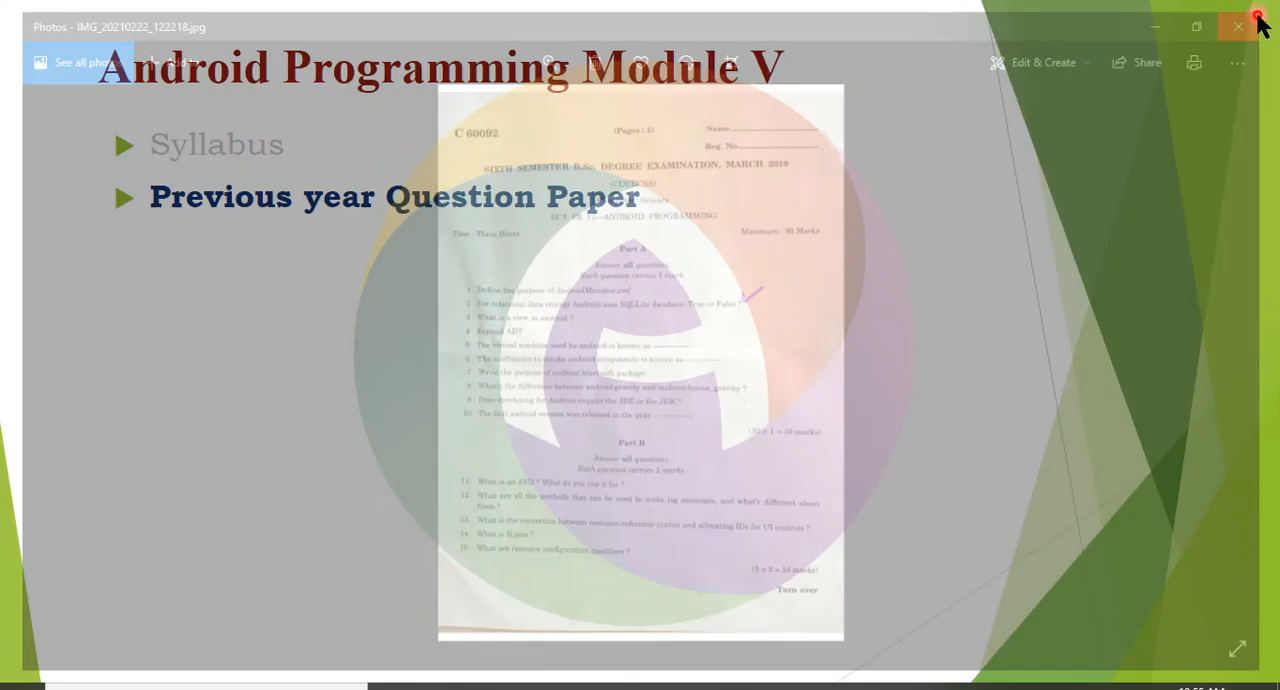 Photos - IMG_20210222_122218.jpg
See all photos
Add to
Edit & Create
Share
Android Programming Module V
Syllabus
Previous year Question Paper
C 60092
(Pages : 2)
Name
Reg. No.
SIXTH SEMESTER B.Sc. DEGREE EXAMINATION, MARCH 2019
(CUCBCSS)
ANDROID PROGRAMMING
Time : Three Hours
Maximum : 80 Marks
Part A
Answer all questions
Each question carries 1 mark
1. Define the purpose of AndroidManifest.xml
2. For relational data storage Android uses SQLLite database. True or False ?
3. What is a view in android ?
4. Expand ADT
5. The virtual machine used by android is known as
6. The mechanism to invoke android components is known as
7. Write the purpose of android.bluetooth package.
8. What's the difference between android:gravity and android:layout_gravity ?
9. Does developing for Android require the JRE or the JDK ?
10. The first android version was released in the year
(10 × 1 = 10 marks)
Part B
Answer all questions
Each question carries 2 marks
11. What is an AVD ? What do you use it for ?
12. What are all the methods that can be used to write log messages, and what's different about
them ?
13. What is the connection between resource-reference syntax and allocating IDs for UI controls ?
14. What is R.java ?
15. What are resource configuration qualifiers ?
(5 × 2 = 10 marks)
Turn over